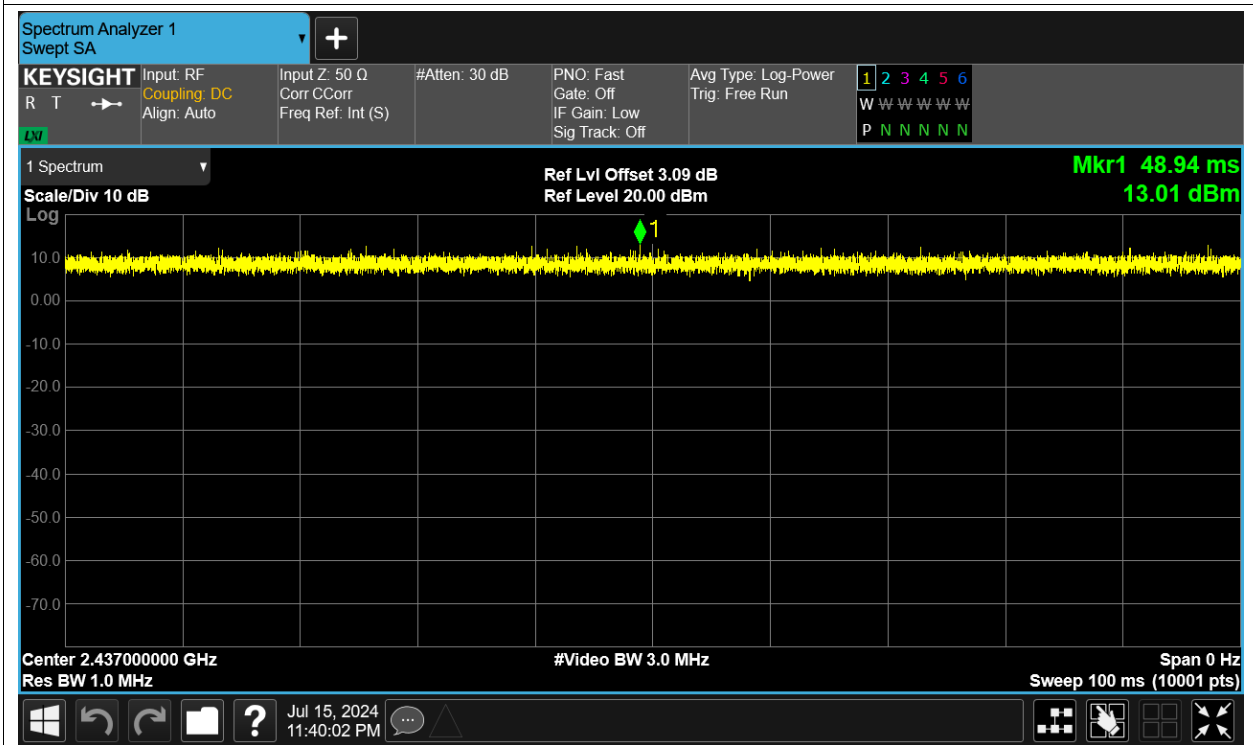 Spectrum Analyzer 1
Swept SA
KEYSIGHT
R T
LXI
Input: RF
Coupling: DC
Align: Auto
Input Z: 50 Ω
Corr CCorr
Freq Ref: Int (S)
#Atten: 30 dB
PNO: Fast
Gate: Off
IF Gain: Low
Sig Track: Off
Avg Type: Log-Power
Trig: Free Run
1 2 3 4 5 6
W W W W W W
P N N N N N
1 Spectrum
Scale/Div 10 dB
Ref Lvl Offset 3.09 dB
Ref Level 20.00 dBm
Mkr1 48.94 ms
13.01 dBm
Log
1
10.0
0.00
-10.0
-20.0
-30.0
-40.0
-50.0
-60.0
-70.0
Center 2.437000000 GHz
#Video BW 3.0 MHz
Span 0 Hz
Res BW 1.0 MHz
Sweep 100 ms (10001 pts)
?
Jul 15, 2024
11:40:02 PM